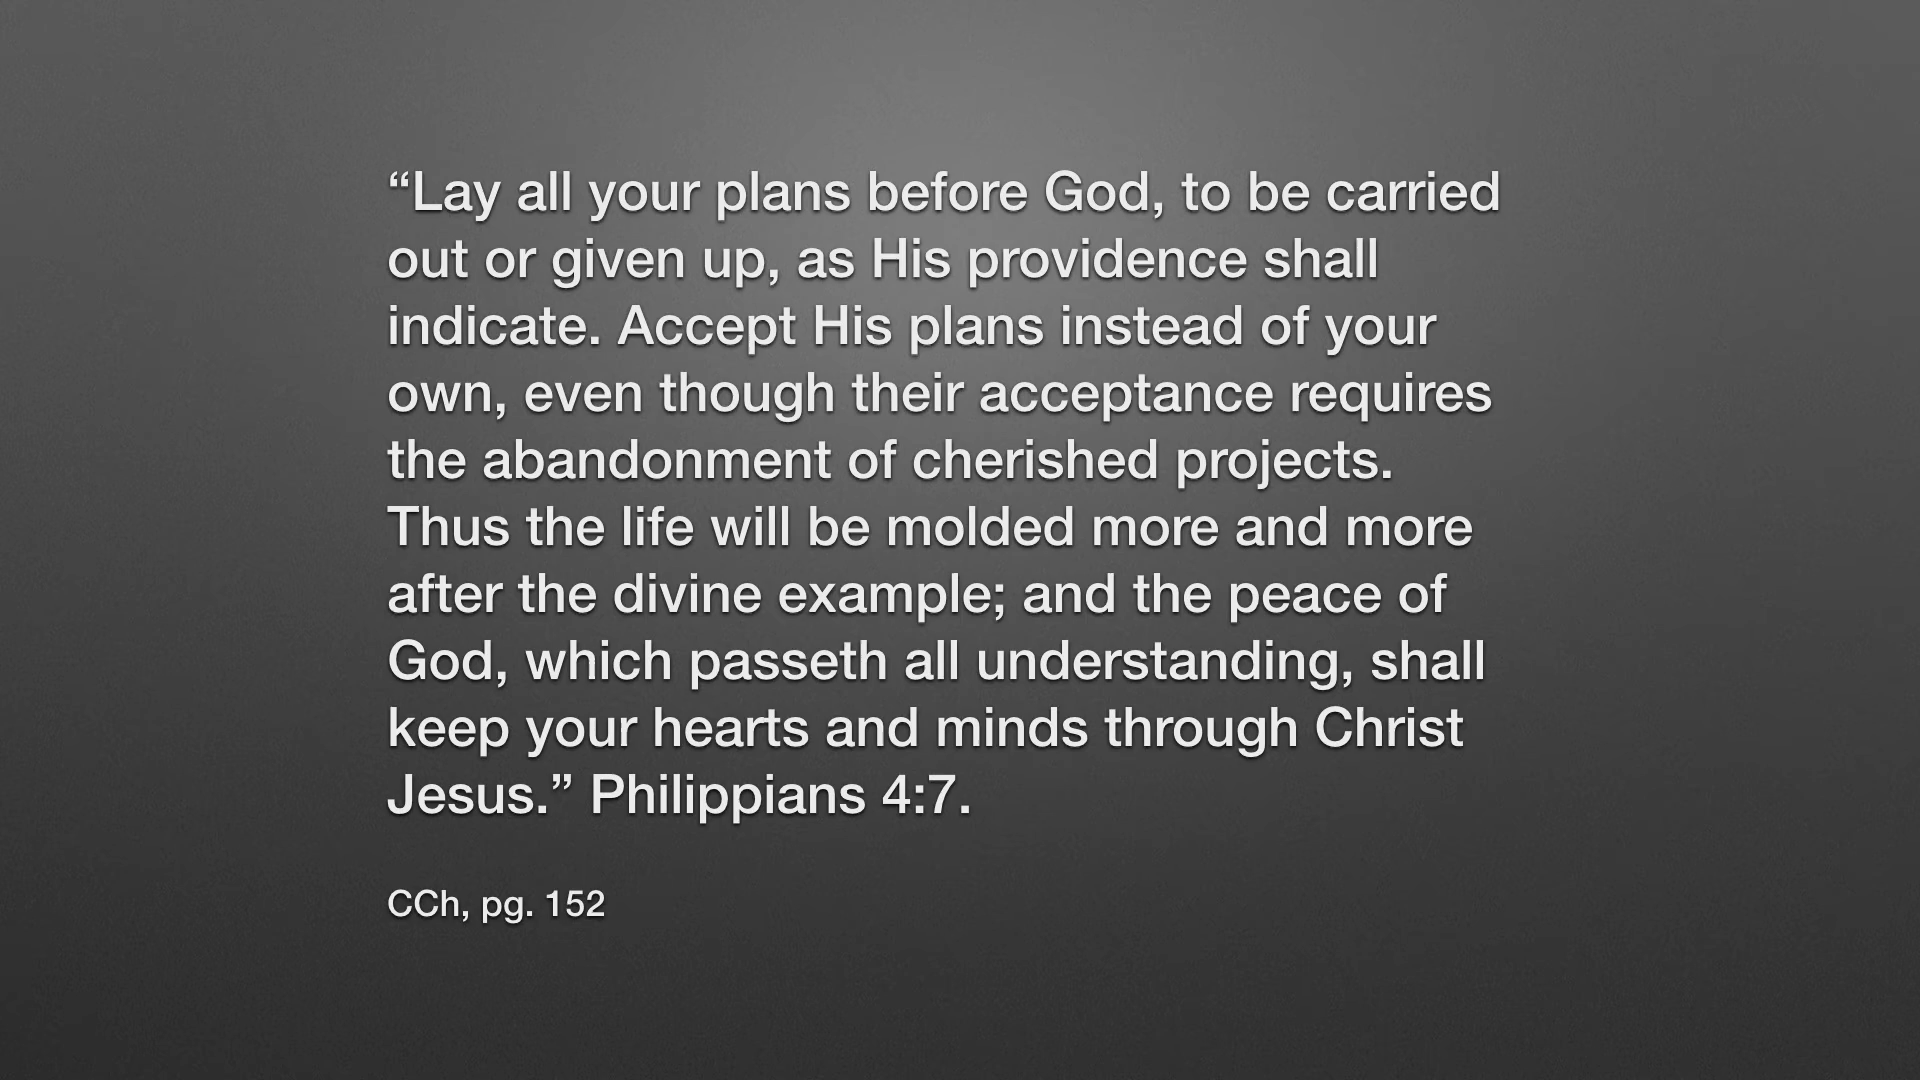 “Lay all your plans before God, to be carried
out or given up, as His providence shall
indicate. Accept His plans instead of your
own, even though their acceptance requires
the abandonment of cherished projects.
Thus the life will be molded more and more
after the divine example; and the peace of
God, which passeth all understanding, shall
keep your hearts and minds through Christ
Jesus.” Philippians 4:7.
CCh, pg. 152